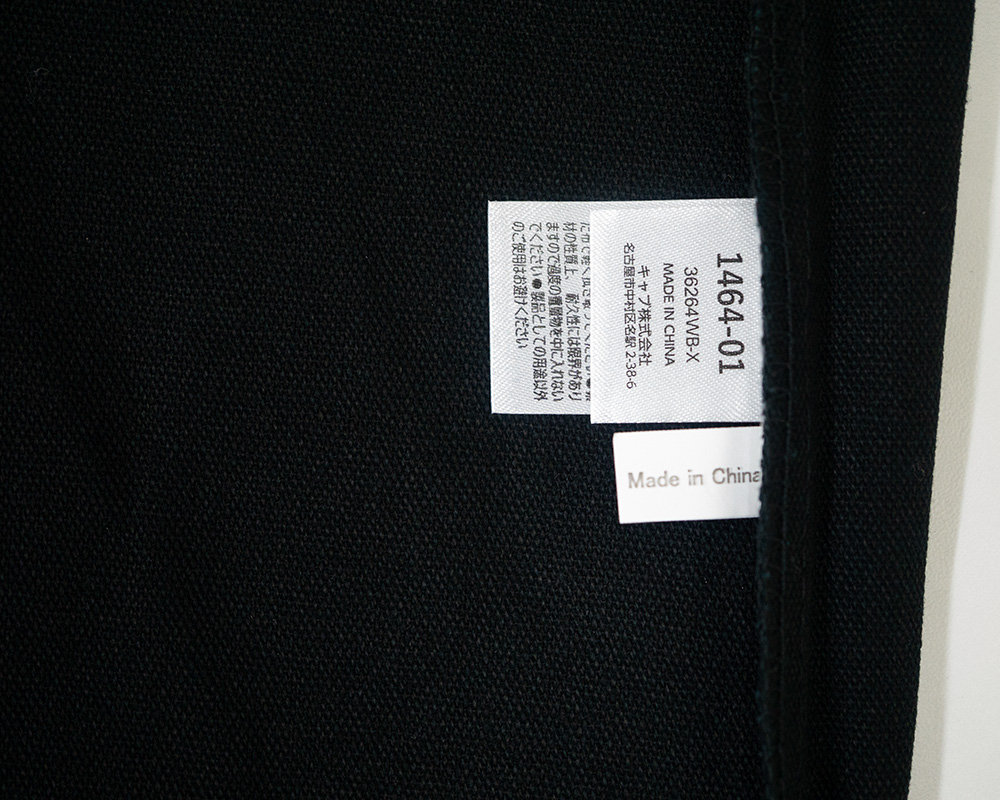 1464-01
36264WB-X
MADE IN CHINA
キャブ株式会社
名古屋市中村区名駅 2-38-6
材の性質上、耐久性には限界があり
ますので過度の重量物を中に入れない
でください●製品としての用途以外
のご使用はお避けください
Made in China